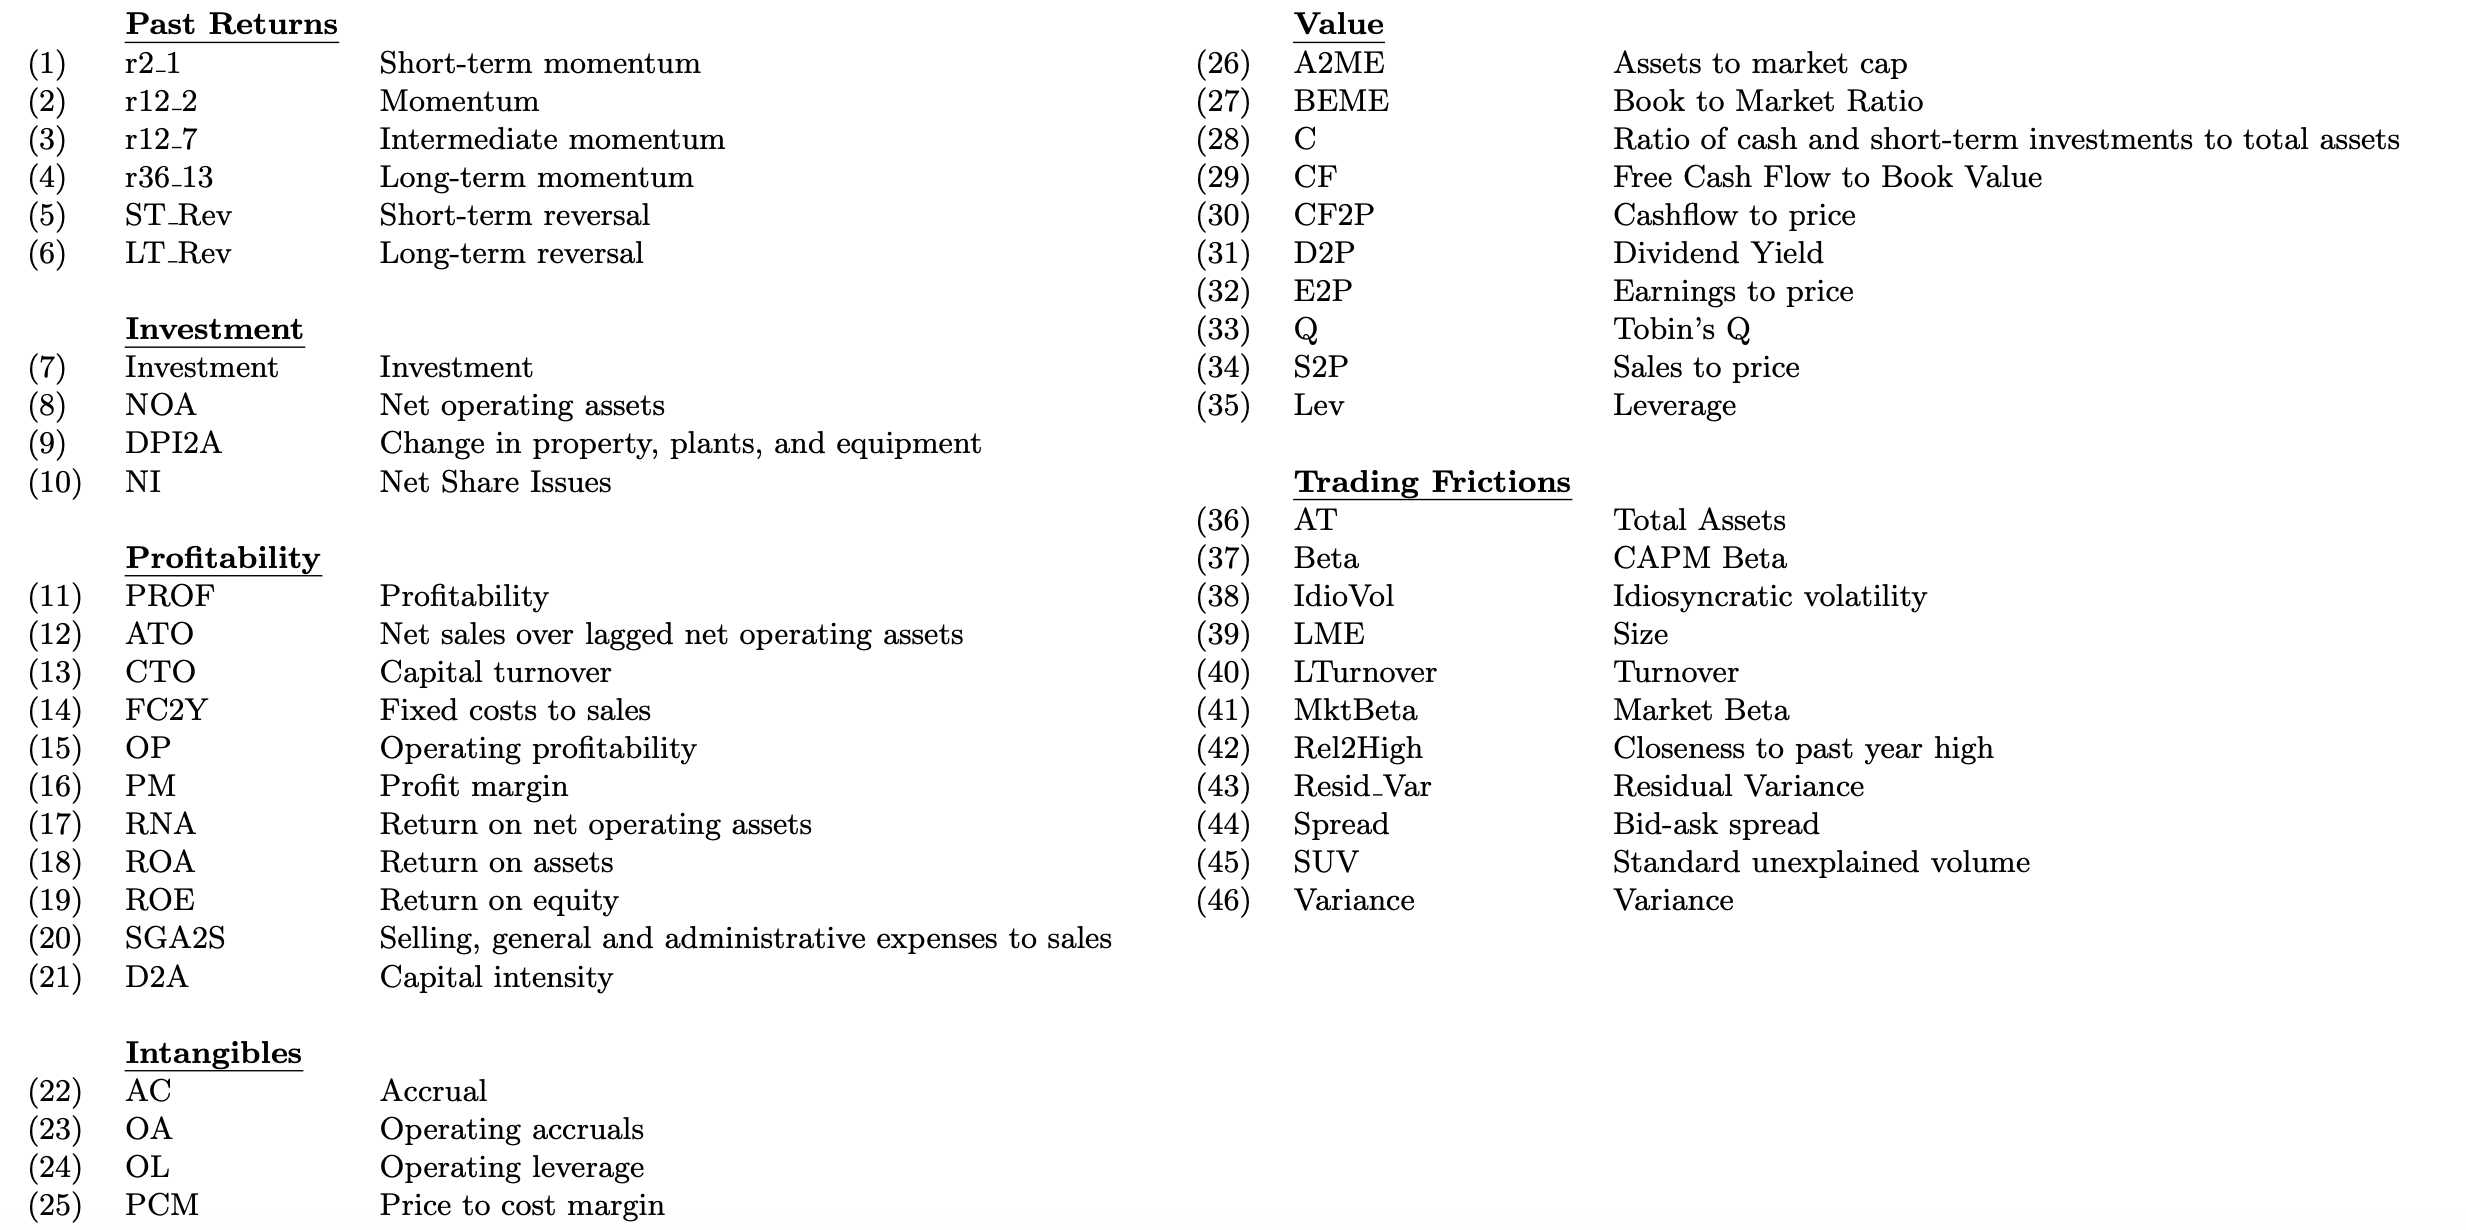 Past Returns
(1) r2_1 Short-term momentum
(2) r12_2 Momentum
(3) r12_7 Intermediate momentum
(4) r36_13 Long-term momentum
(5) ST_Rev Short-term reversal
(6) LT_Rev Long-term reversal
Investment
(7) Investment Investment
(8) NOA Net operating assets
(9) DPI2A Change in property, plants, and equipment
(10) NI Net Share Issues
Profitability
(11) PROF Profitability
(12) ATO Net sales over lagged net operating assets
(13) CTO Capital turnover
(14) FC2Y Fixed costs to sales
(15) OP Operating profitability
(16) PM Profit margin
(17) RNA Return on net operating assets
(18) ROA Return on assets
(19) ROE Return on equity
(20) SGA2S Selling, general and administrative expenses to sales
(21) D2A Capital intensity
Intangibles
(22) AC Accrual
(23) OA Operating accruals
(24) OL Operating leverage
(25) PCM Price to cost margin
Value
(26) A2ME Assets to market cap
(27) BEME Book to Market Ratio
(28) C Ratio of cash and short-term investments to total assets
(29) CF Free Cash Flow to Book Value
(30) CF2P Cashflow to price
(31) D2P Dividend Yield
(32) E2P Earnings to price
(33) Q Tobin's Q
(34) S2P Sales to price
(35) Lev Leverage
Trading Frictions
(36) AT Total Assets
(37) Beta CAPM Beta
(38) IdioVol Idiosyncratic volatility
(39) LME Size
(40) LTurnover Turnover
(41) MktBeta Market Beta
(42) Rel2High Closeness to past year high
(43) Resid_Var Residual Variance
(44) Spread Bid-ask spread
(45) SUV Standard unexplained volume
(46) Variance Variance